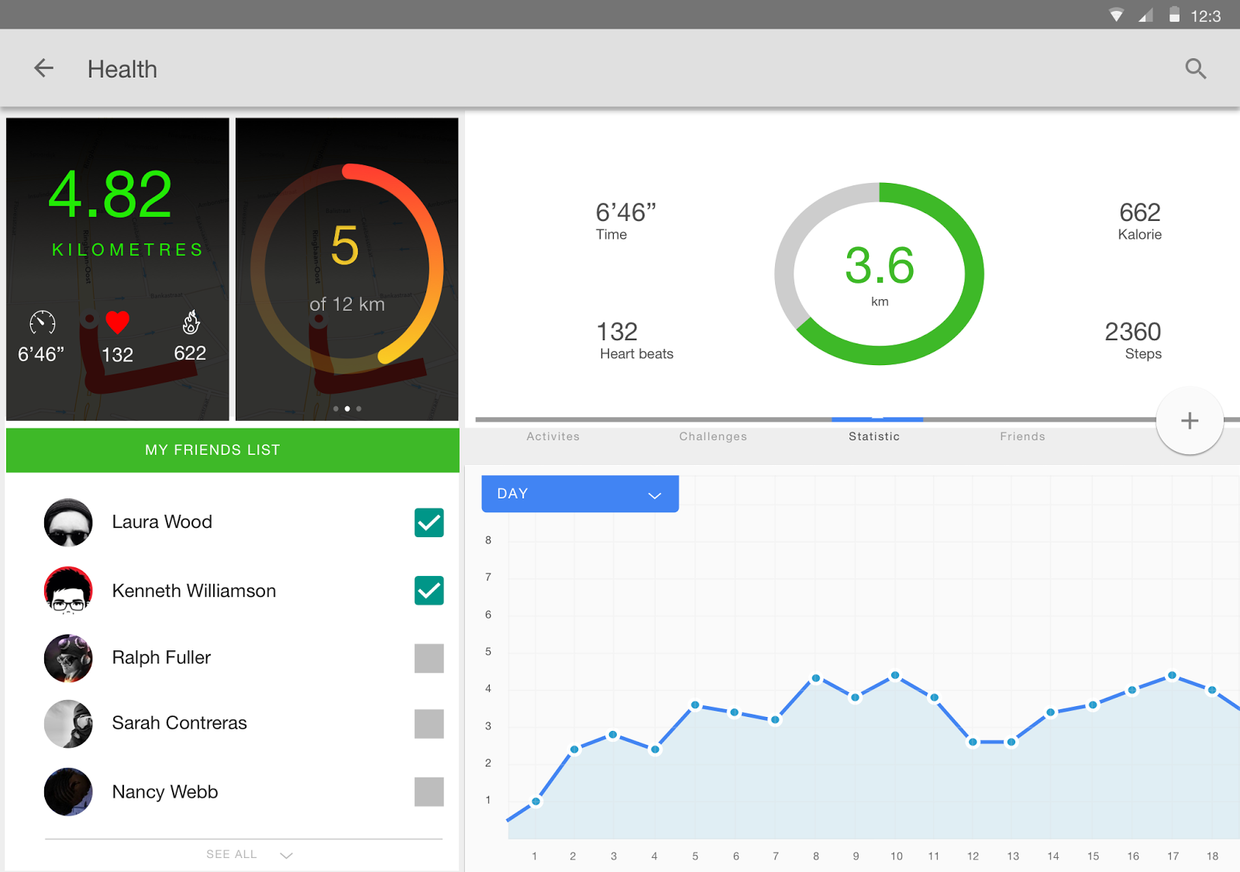 12:3
Health
4.82
KILOMETRES
6’46”
132
622
5
of 12 km
6’46”
Time
132
Heart beats
3.6
km
662
Kalorie
2360
Steps
Activites
Challenges
Statistic
Friends
+
MY FRIENDS LIST
Laura Wood
Kenneth Williamson
Ralph Fuller
Sarah Contreras
Nancy Webb
SEE ALL
DAY
8
7
6
5
4
3
2
1
1 2 3 4 5 6 7 8 9 10 11 12 13 14 15 16 17 18